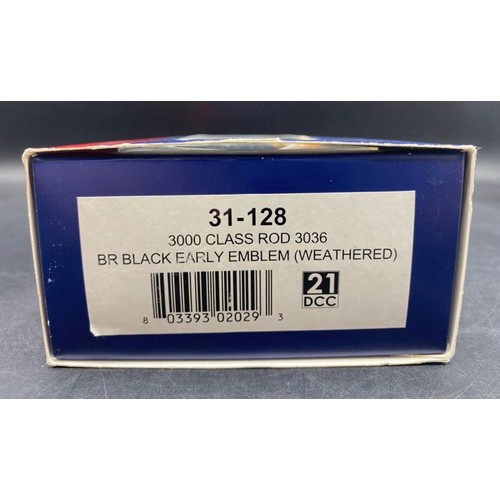 31-128
3000 CLASS ROD 3036
BR BLACK EARLY EMBLEM (WEATHERED)
21
DCC
8 03393 02029 3